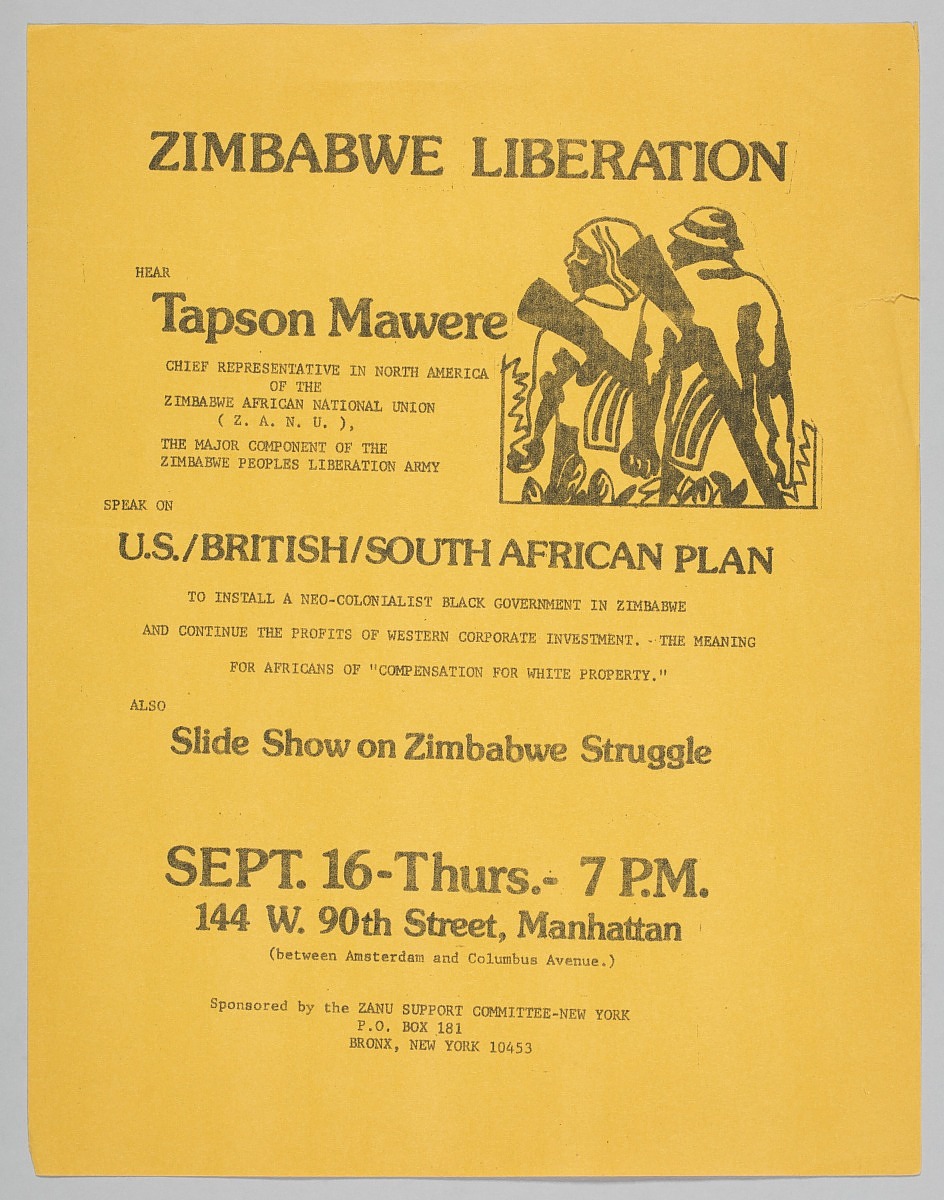 ZIMBABWE LIBERATION
HEAR
Tapson Mawere
CHIEF REPRESENTATIVE IN NORTH AMERICA
OF THE
ZIMBABWE AFRICAN NATIONAL UNION
( Z. A. N. U. ),
THE MAJOR COMPONENT OF THE
ZIMBABWE PEOPLES LIBERATION ARMY
SPEAK ON
U.S./BRITISH/SOUTH AFRICAN PLAN
TO INSTALL A NEO-COLONIALIST BLACK GOVERNMENT IN ZIMBABWE
AND CONTINUE THE PROFITS OF WESTERN CORPORATE INVESTMENT. - THE MEANING
FOR AFRICANS OF "COMPENSATION FOR WHITE PROPERTY."
ALSO
Slide Show on Zimbabwe Struggle
SEPT. 16-Thurs.- 7 P.M.
144 W. 90th Street, Manhattan
(between Amsterdam and Columbus Avenue.)
Sponsored by the ZANU SUPPORT COMMITTEE-NEW YORK
P.O. BOX 181
BRONX, NEW YORK 10453